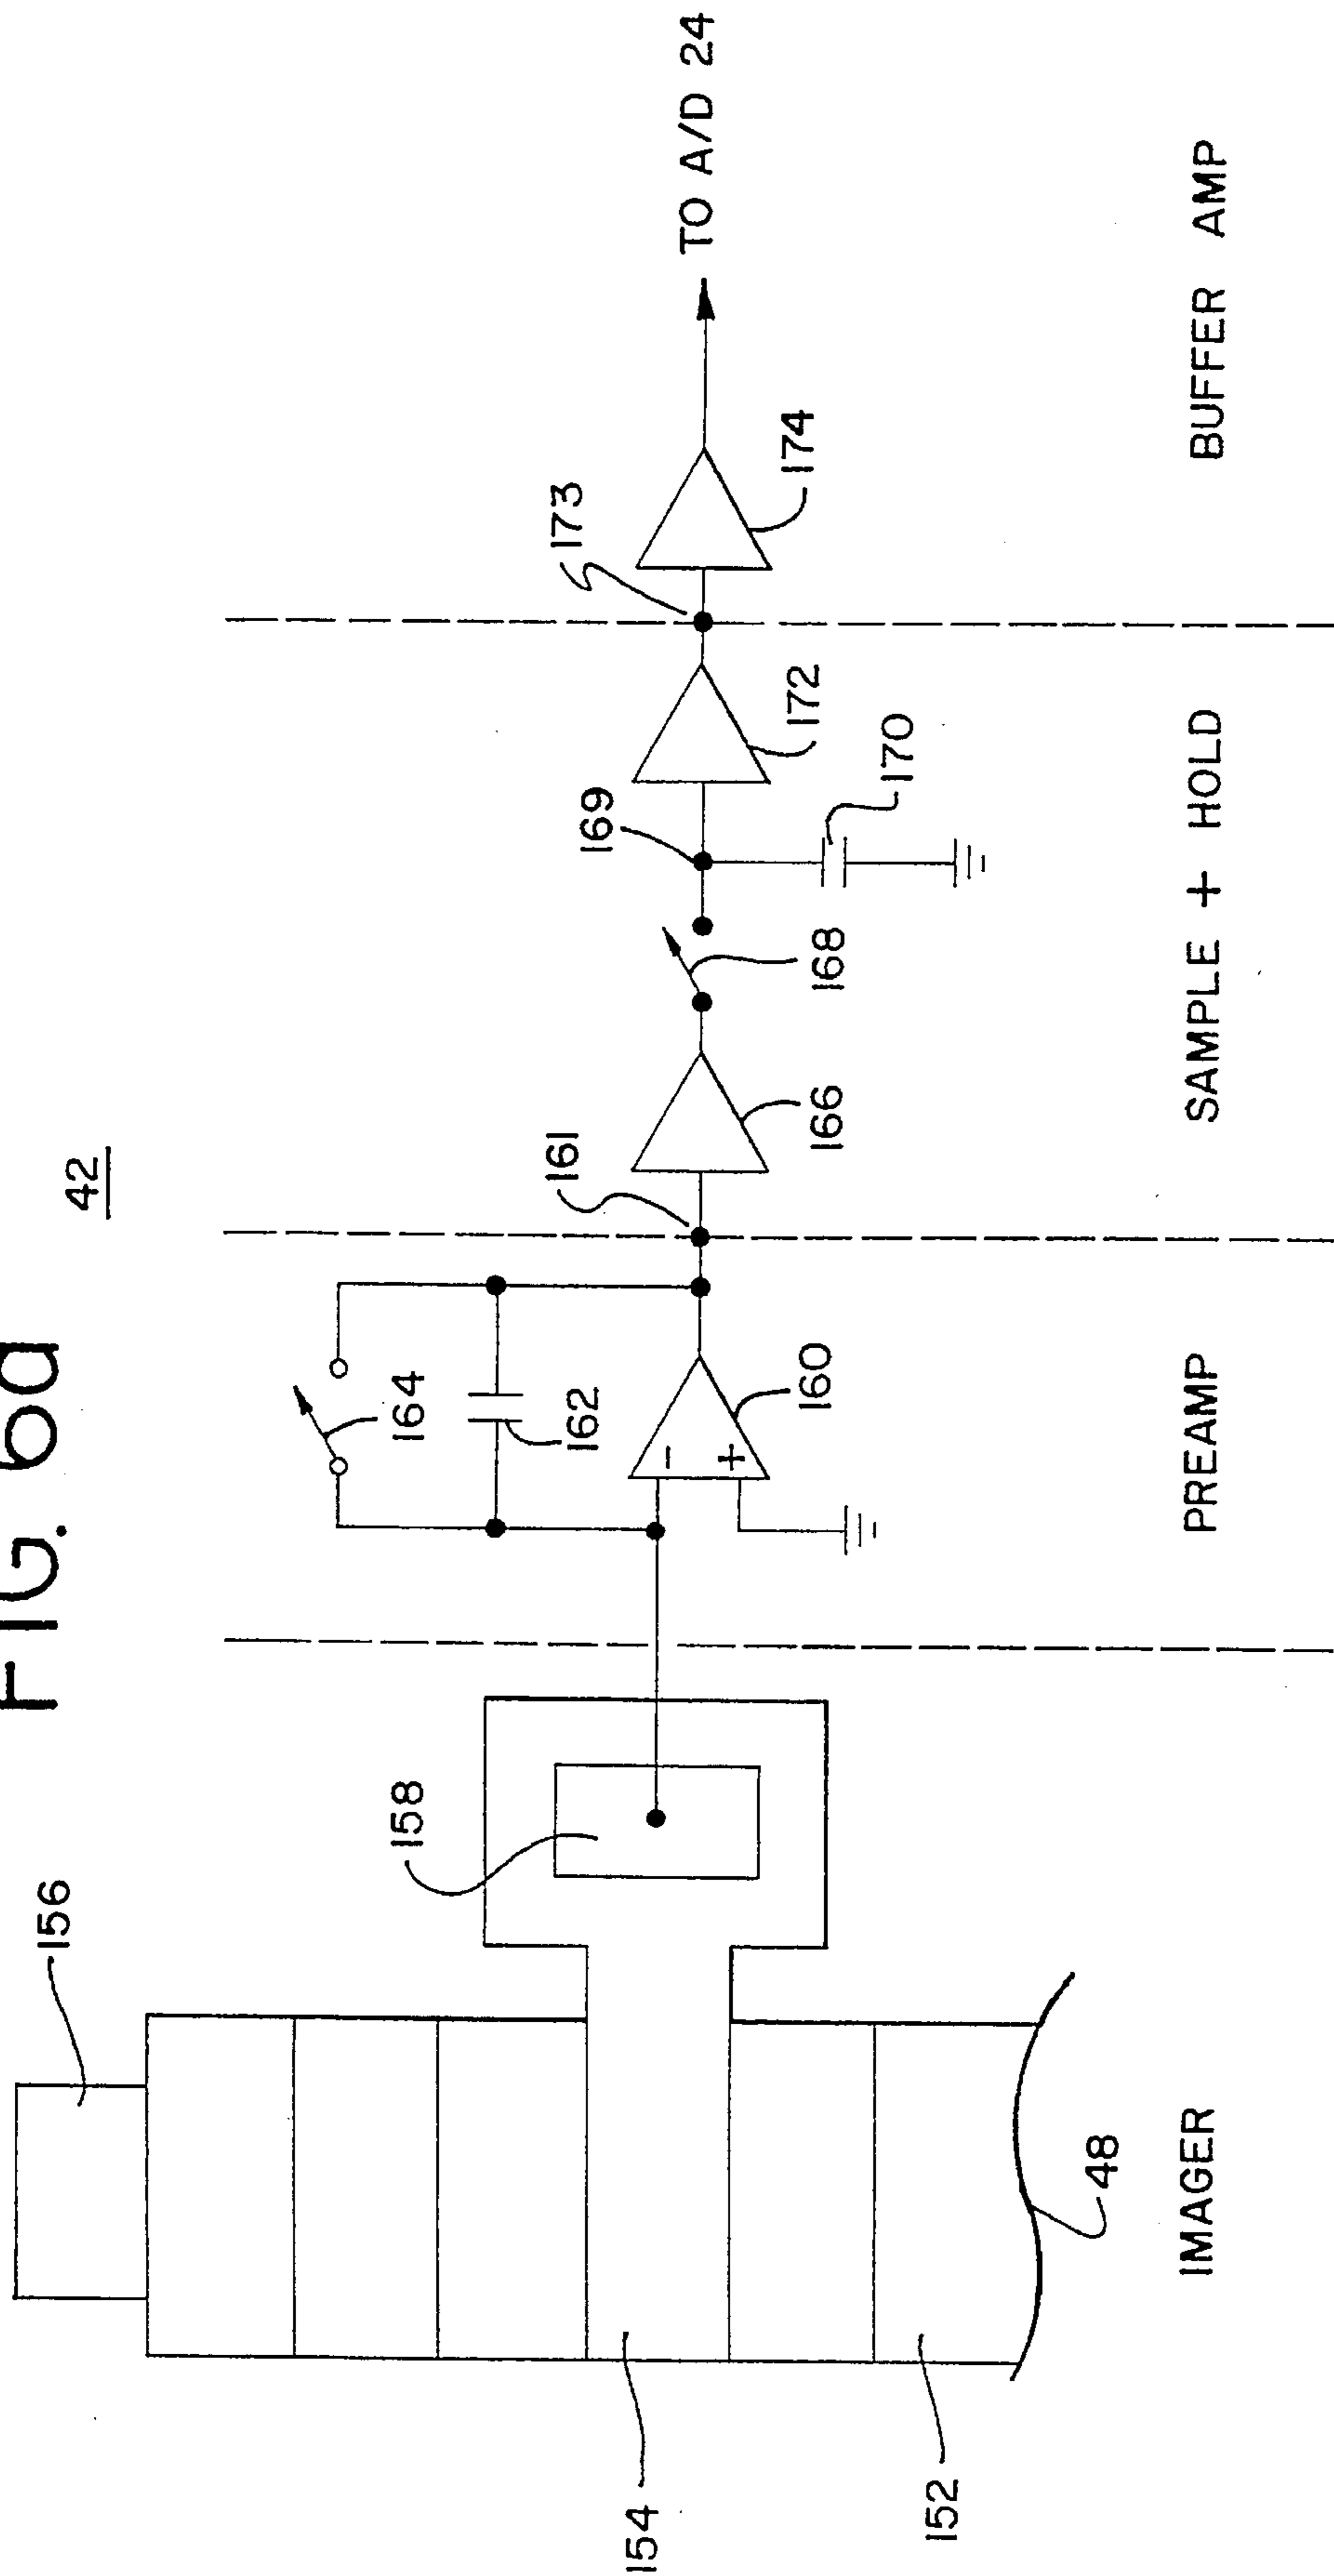 FIG. 6a
42
156
158
164
162
161
169
173
TO A/D 24
154
160
166
168
172
174
170
152
48
IMAGER
PREAMP
SAMPLE + HOLD
BUFFER AMP